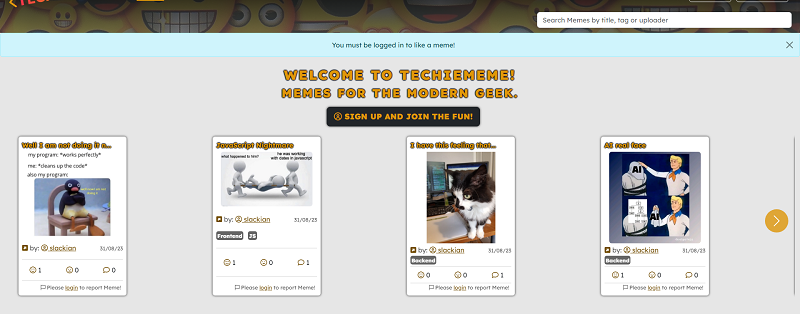 Search Memes by title, tag or uploader
You must be logged in to like a meme!
WELCOME TO TECHIEMEME!
MEMES FOR THE MODERN GEEK.
SIGN UP AND JOIN THE FUN!
Well I am not doing it n...
my program: *works perfectly*
me: *cleans up the code*
also my program:
by: slackian 31/08/23
1 0 0
Please login to report Meme!
JavaScript Nightmare
what happened to him?
he was working
with dates in javascript
by: slackian 31/08/23
Frontend JS
1 0 1
Please login to report Meme!
I have this feeling that...
by: slackian 31/08/23
Backend
0 0 1
Please login to report Meme!
AI real face
AI
AI
by: slackian 31/08/23
Backend
1 0 0
Please login to report Meme!